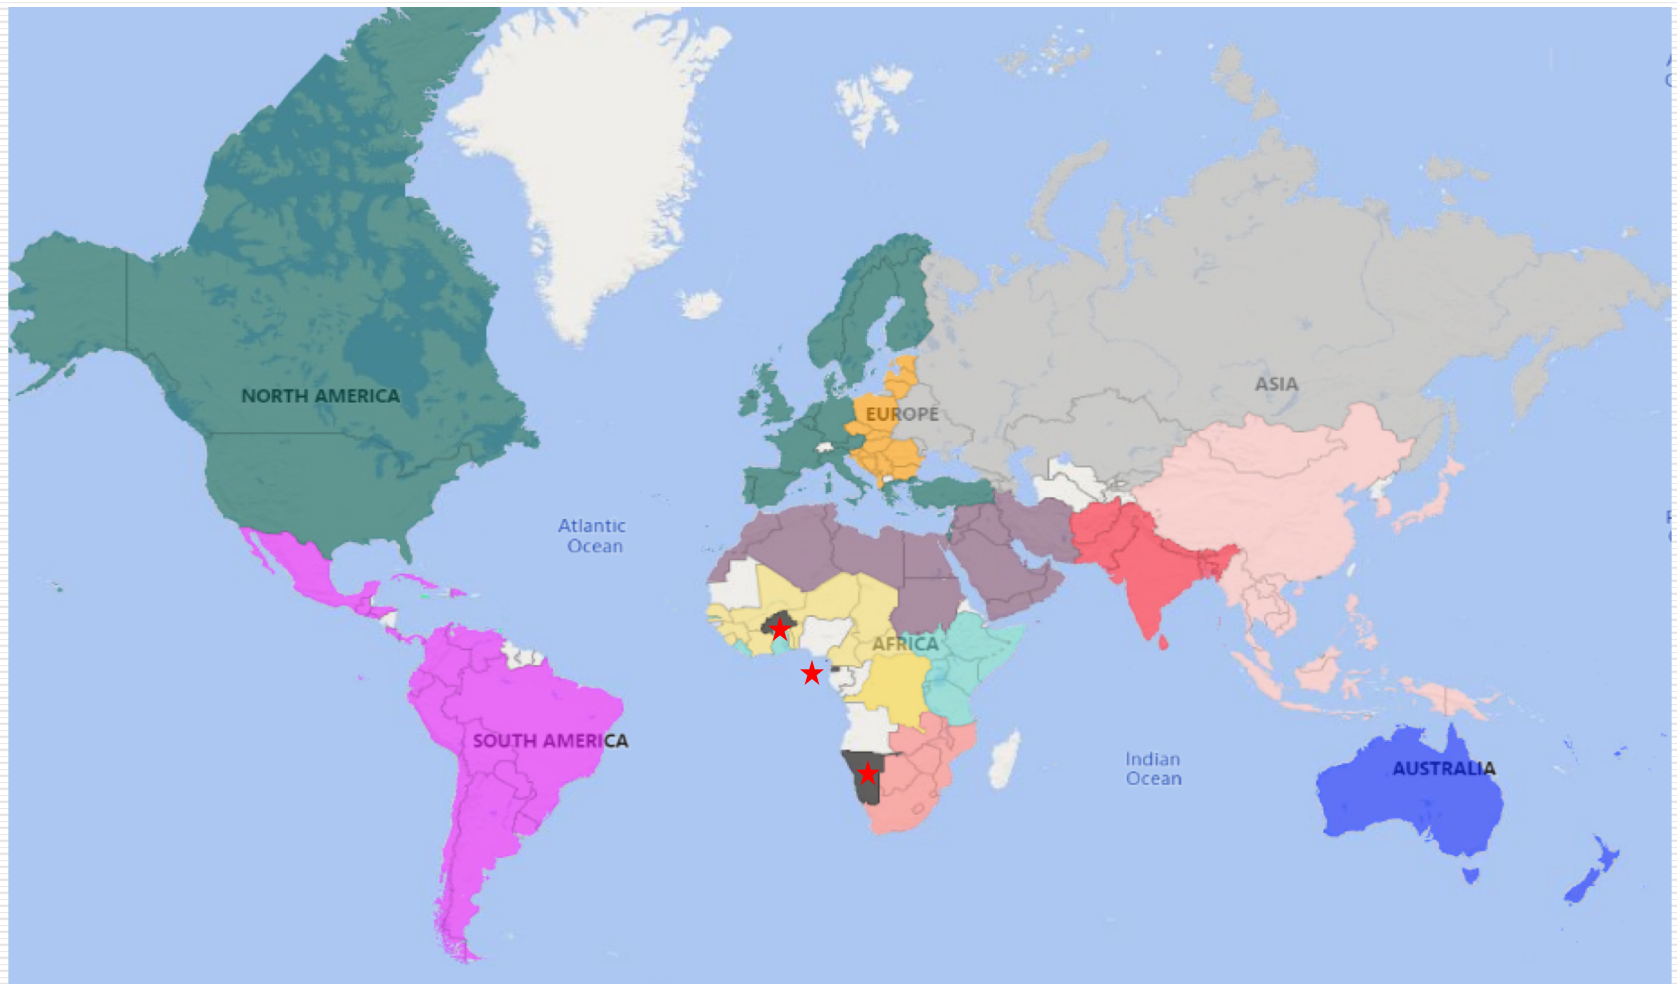 NORTH AMERICA
ASIA
EUROPE
Atlantic
Ocean
AFRICA
SOUTH AMERICA
Indian
Ocean
AUSTRALIA